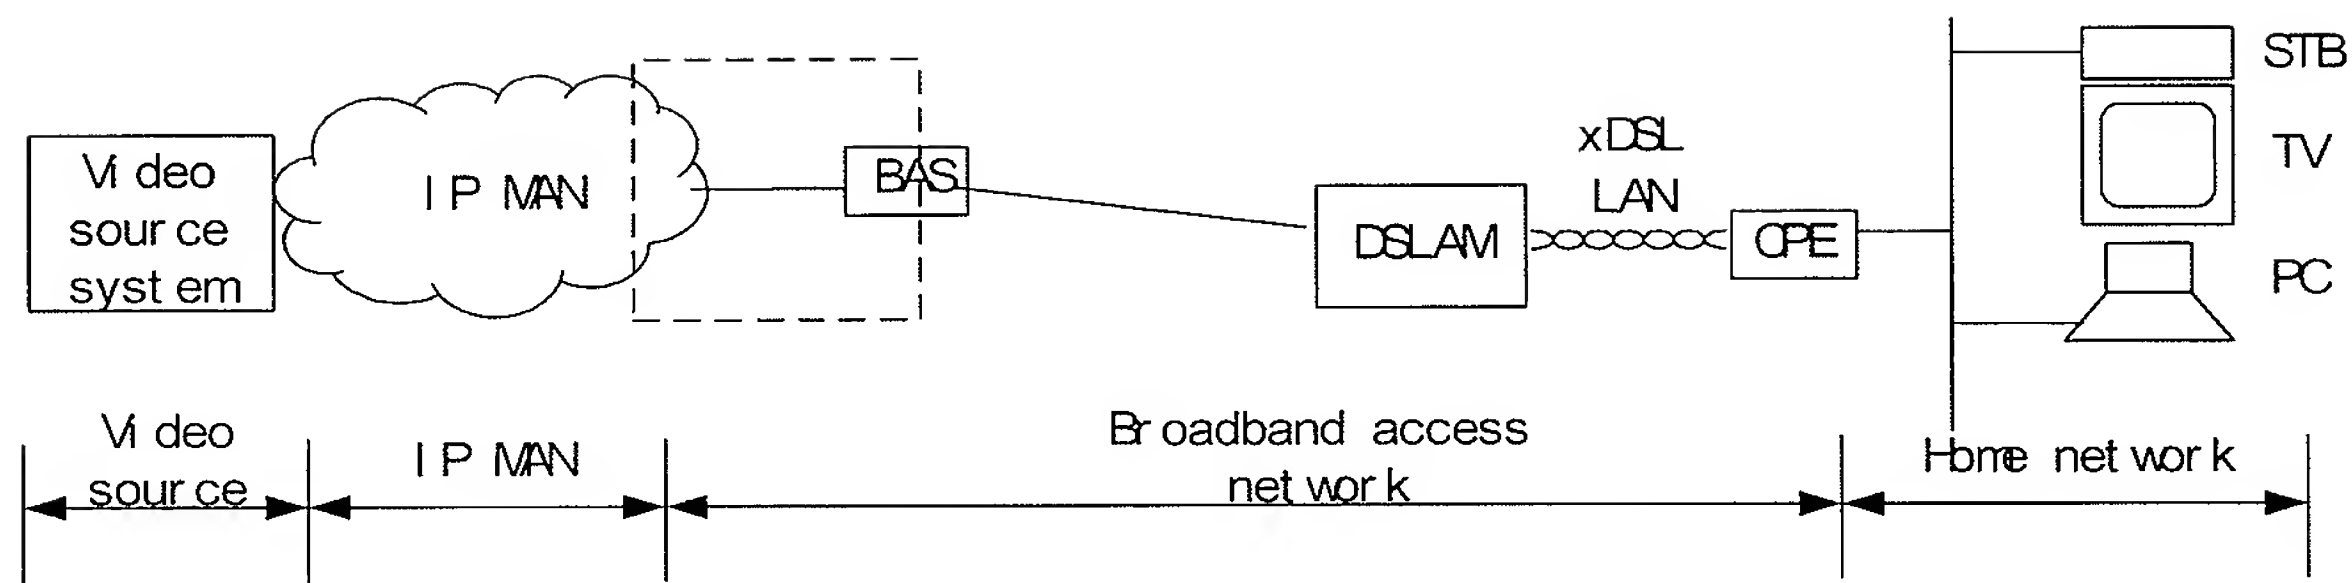 Video
source
system
IP MAN
BAS
DSLAM
xDSL
LAN
CPE
STB
TV
PC
Video
source
IP MAN
Broadband access
network
Home network